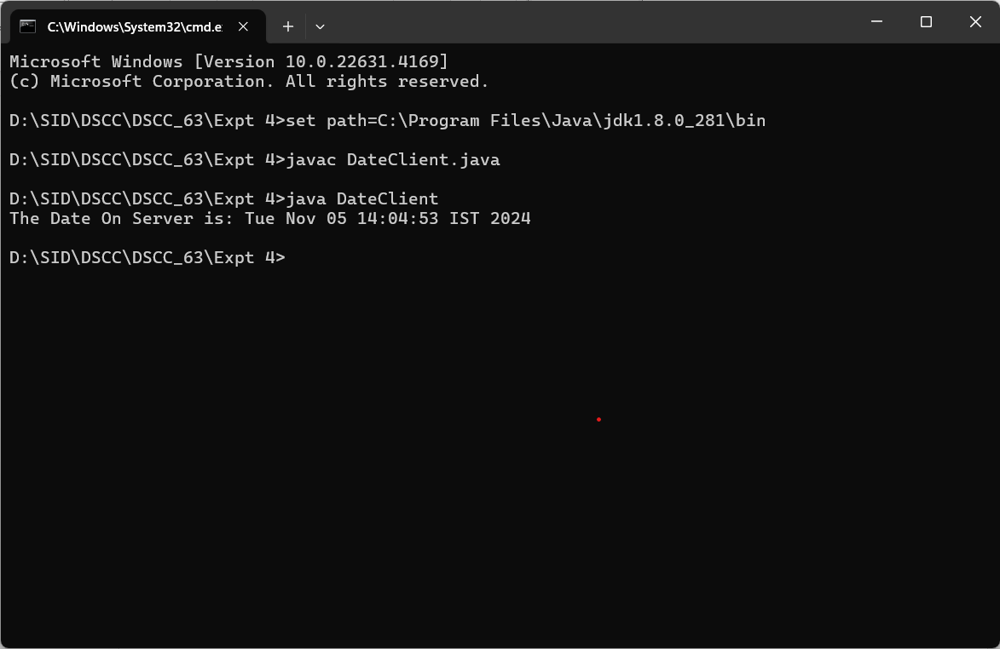 C:\Windows\System32\cmd.e
Microsoft Windows [Version 10.0.22631.4169]
(c) Microsoft Corporation. All rights reserved.
D:\SID\DSCC\DSCC_63\Expt 4>set path=C:\Program Files\Java\jdk1.8.0_281\bin
D:\SID\DSCC\DSCC_63\Expt 4>javac DateClient.java
D:\SID\DSCC\DSCC_63\Expt 4>java DateClient
The Date On Server is: Tue Nov 05 14:04:53 IST 2024
D:\SID\DSCC\DSCC_63\Expt 4>